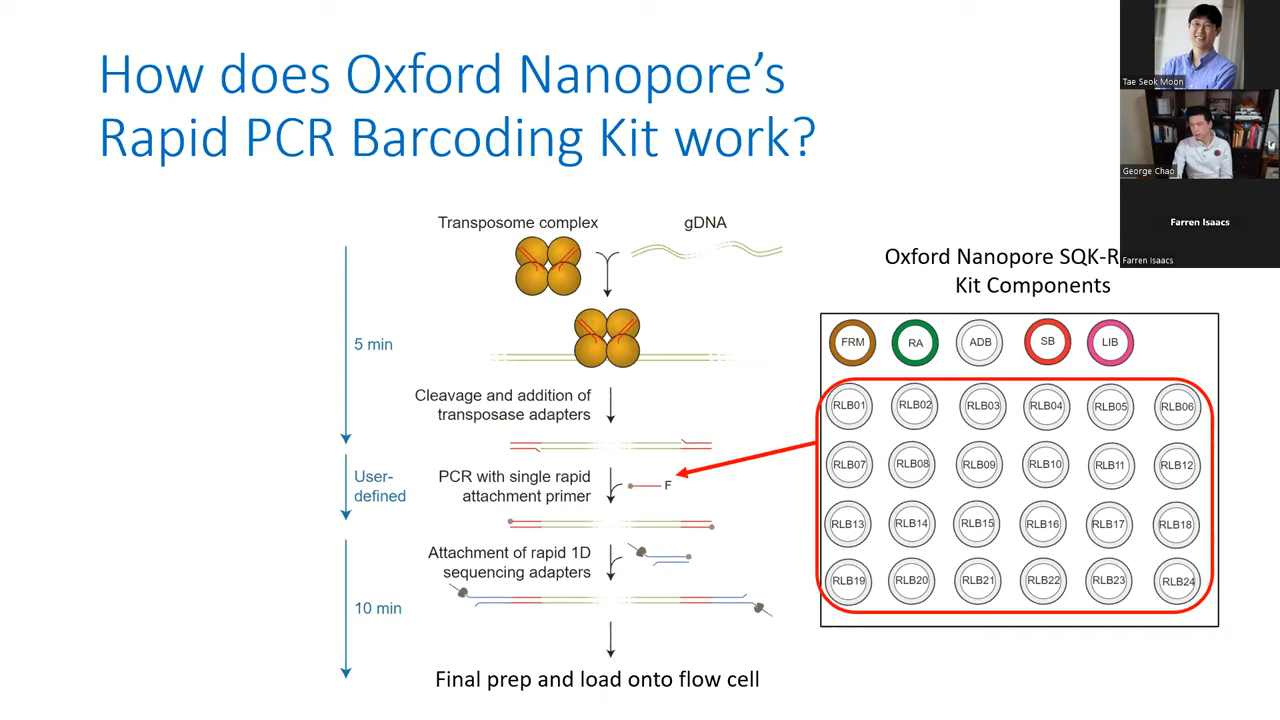 How does Oxford Nanopore's
Rapid PCR Barcoding Kit work?
Transposome complex
gDNA
5 min
Cleavage and addition of
transposase adapters
User-
defined
PCR with single rapid
attachment primer
F
Attachment of rapid 1D
sequencing adapters
10 min
Final prep and load onto flow cell
Oxford Nanopore SQK-R
Kit Components
FRM RA ADB SB LIB
RLB01 RLB02 RLB03 RLB04 RLB05 RLB06
RLB07 RLB08 RLB09 RLB10 RLB11 RLB12
RLB13 RLB14 RLB15 RLB16 RLB17 RLB18
RLB19 RLB20 RLB21 RLB22 RLB23 RLB24
Tae Seok Moon
George Chao
Farren Isaacs
Farren Isaacs